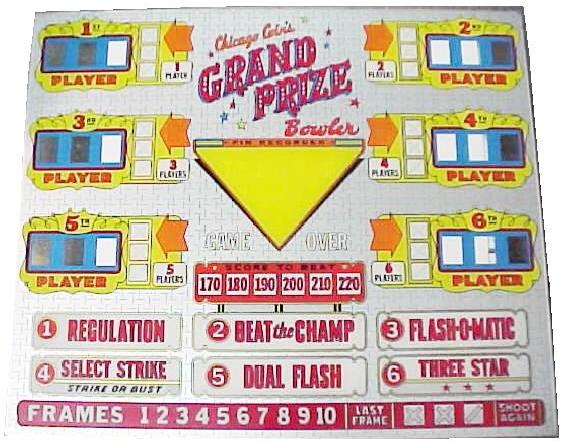 Chicago Coin's
GRAND
PRIZE
Bowler
PIN RECORDER
1ST
PLAYER
1
PLAYER
2ND
PLAYER
2
PLAYERS
3RD
PLAYER
3
PLAYERS
4TH
PLAYER
4
PLAYERS
5TH
PLAYER
5
PLAYERS
6TH
PLAYER
6
PLAYERS
GAME OVER
SCORE TO BEAT
170 180 190 200 210 220
1 REGULATION
2 BEAT the CHAMP
3 FLASH-O-MATIC
4 SELECT STRIKE
STRIKE OR BUST
5 DUAL FLASH
6 THREE STAR
FRAMES 1 2 3 4 5 6 7 8 9 10 LAST FRAME SHOOT AGAIN